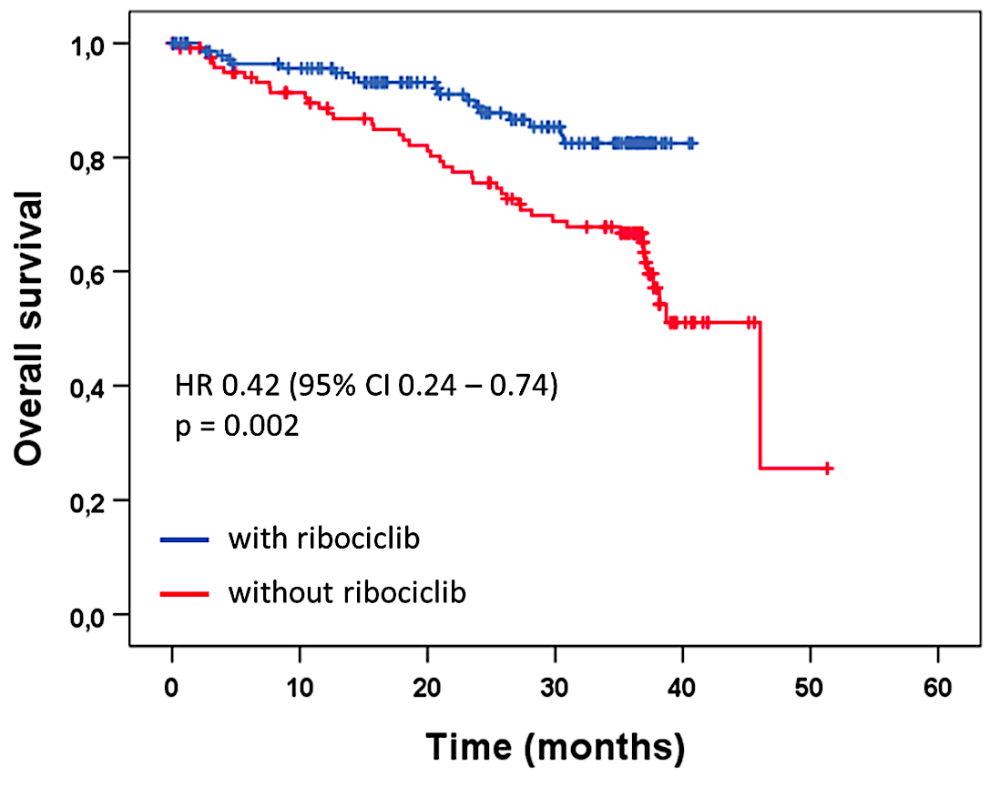 Overall survival
1,0
0,8
0,6
0,4
0,2
0,0
HR 0.42 (95% CI 0.24 – 0.74)
p = 0.002
with ribociclib
without ribociclib
0 10 20 30 40 50 60
Time (months)